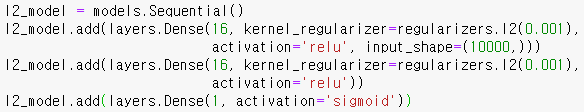 l2_model = models.Sequential()
l2_model.add(layers.Dense(16, kernel_regularizer=regularizers.l2(0.001),
                          activation='relu', input_shape=(10000,)))
l2_model.add(layers.Dense(16, kernel_regularizer=regularizers.l2(0.001),
                          activation='relu'))
l2_model.add(layers.Dense(1, activation='sigmoid'))